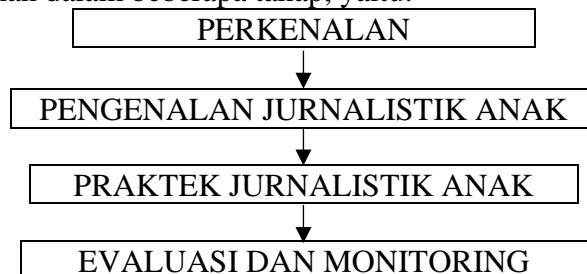 dalam beberapa tahap, yaitu:
PERKENALAN
PENGENALAN JURNALISTIK ANAK
PRAKTEK JURNALISTIK ANAK
EVALUASI DAN MONITORING